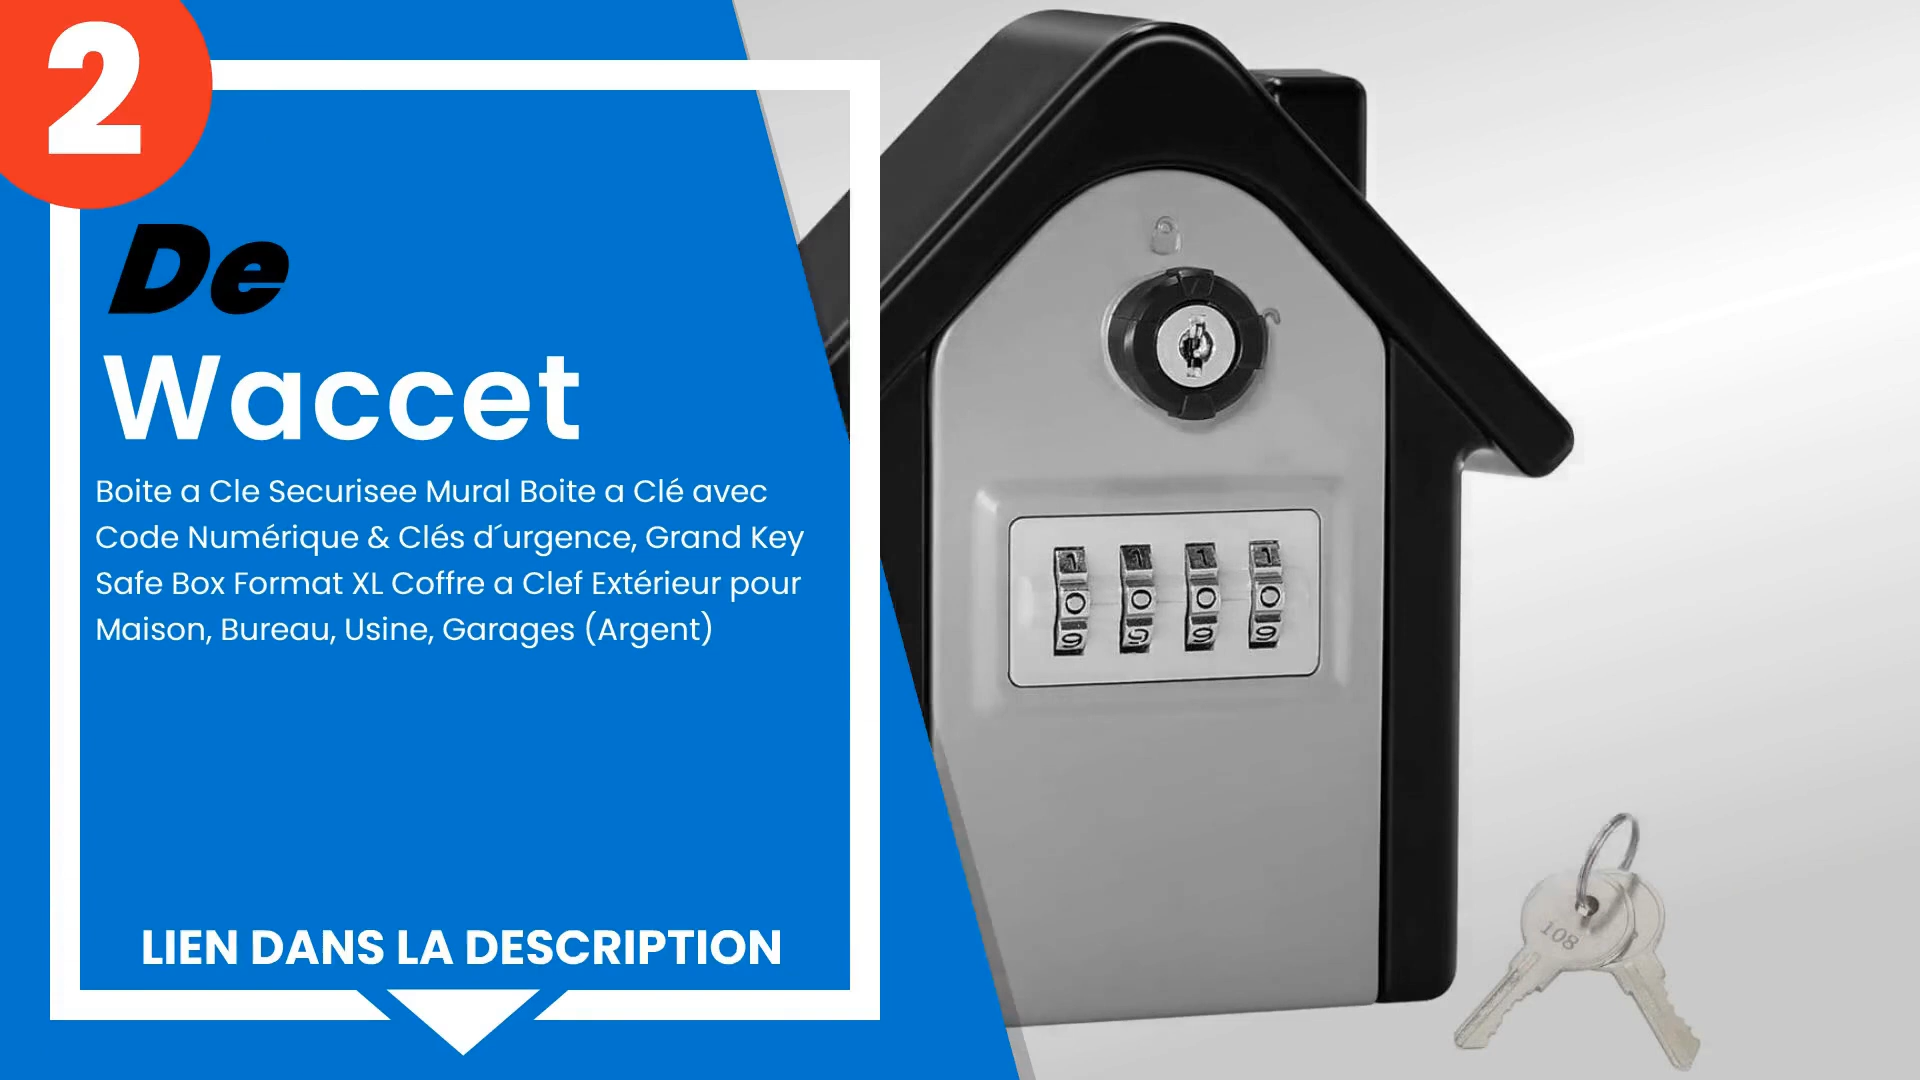 2
De
Waccet
Boite a Cle Securisee Mural Boite a Clé avec
Code Numérique & Clés d´urgence, Grand Key
Safe Box Format XL Coffre a Clef Extérieur pour
Maison, Bureau, Usine, Garages (Argent)
LIEN DANS LA DESCRIPTION
1 1 1 1
0 0 0 0
9 9 9 9
108